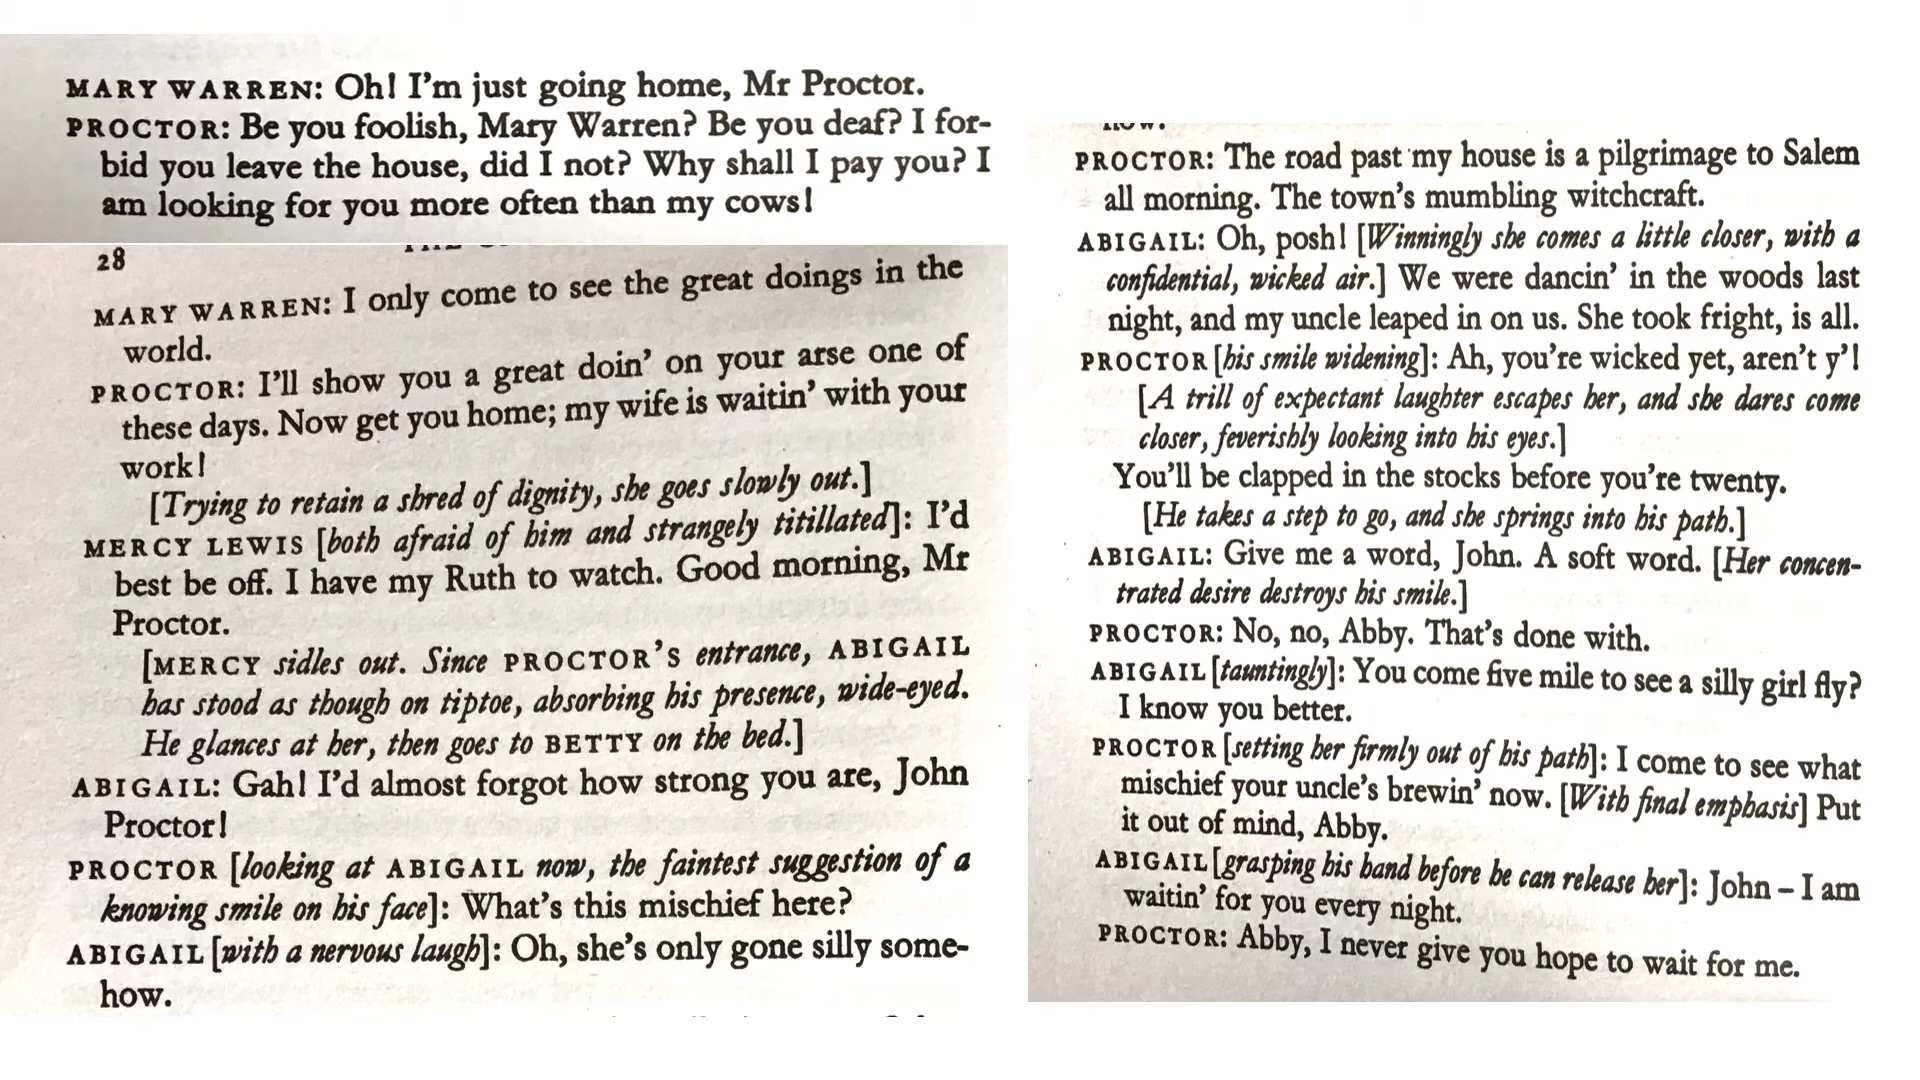 MARY WARREN: Oh! I'm just going home, Mr Proctor.
PROCTOR: Be you foolish, Mary Warren? Be you deaf? I for-
bid you leave the house, did I not? Why shall I pay you? I
am looking for you more often than my cows!
28
MARY WARREN: I only come to see the great doings in the
world.
PROCTOR: I'll show you a great doin' on your arse one of
these days. Now get you home; my wife is waitin' with your
work!
[Trying to retain a shred of dignity, she goes slowly out.]
MERCY LEWIS [both afraid of him and strangely titillated]: I'd
best be off. I have my Ruth to watch. Good morning, Mr
Proctor.
[MERCY sidles out. Since PROCTOR'S entrance, ABIGAIL
has stood as though on tiptoe, absorbing his presence, wide-eyed.
He glances at her, then goes to BETTY on the bed.]
ABIGAIL: Gah! I'd almost forgot how strong you are, John
Proctor!
PROCTOR [looking at ABIGAIL now, the faintest suggestion of a
knowing smile on his face]: What's this mischief here?
ABIGAIL [with a nervous laugh]: Oh, she's only gone silly some-
how.
PROCTOR: The road past my house is a pilgrimage to Salem
all morning. The town's mumbling witchcraft.
ABIGAIL: Oh, posh! [Winningly she comes a little closer, with a
confidential, wicked air.] We were dancin' in the woods last
night, and my uncle leaped in on us. She took fright, is all.
PROCTOR [his smile widening]: Ah, you're wicked yet, aren't y'!
[A trill of expectant laughter escapes her, and she dares come
closer, feverishly looking into his eyes.]
You'll be clapped in the stocks before you're twenty.
[He takes a step to go, and she springs into his path.]
ABIGAIL: Give me a word, John. A soft word. [Her concen-
trated desire destroys his smile.]
PROCTOR: No, no, Abby. That's done with.
ABIGAIL [tauntingly]: You come five mile to see a silly girl fly?
I know you better.
PROCTOR [setting her firmly out of his path]: I come to see what
mischief your uncle's brewin' now. [With final emphasis] Put
it out of mind, Abby.
ABIGAIL [grasping his hand before he can release her]: John – I am
waitin' for you every night.
PROCTOR: Abby, I never give you hope to wait for me.